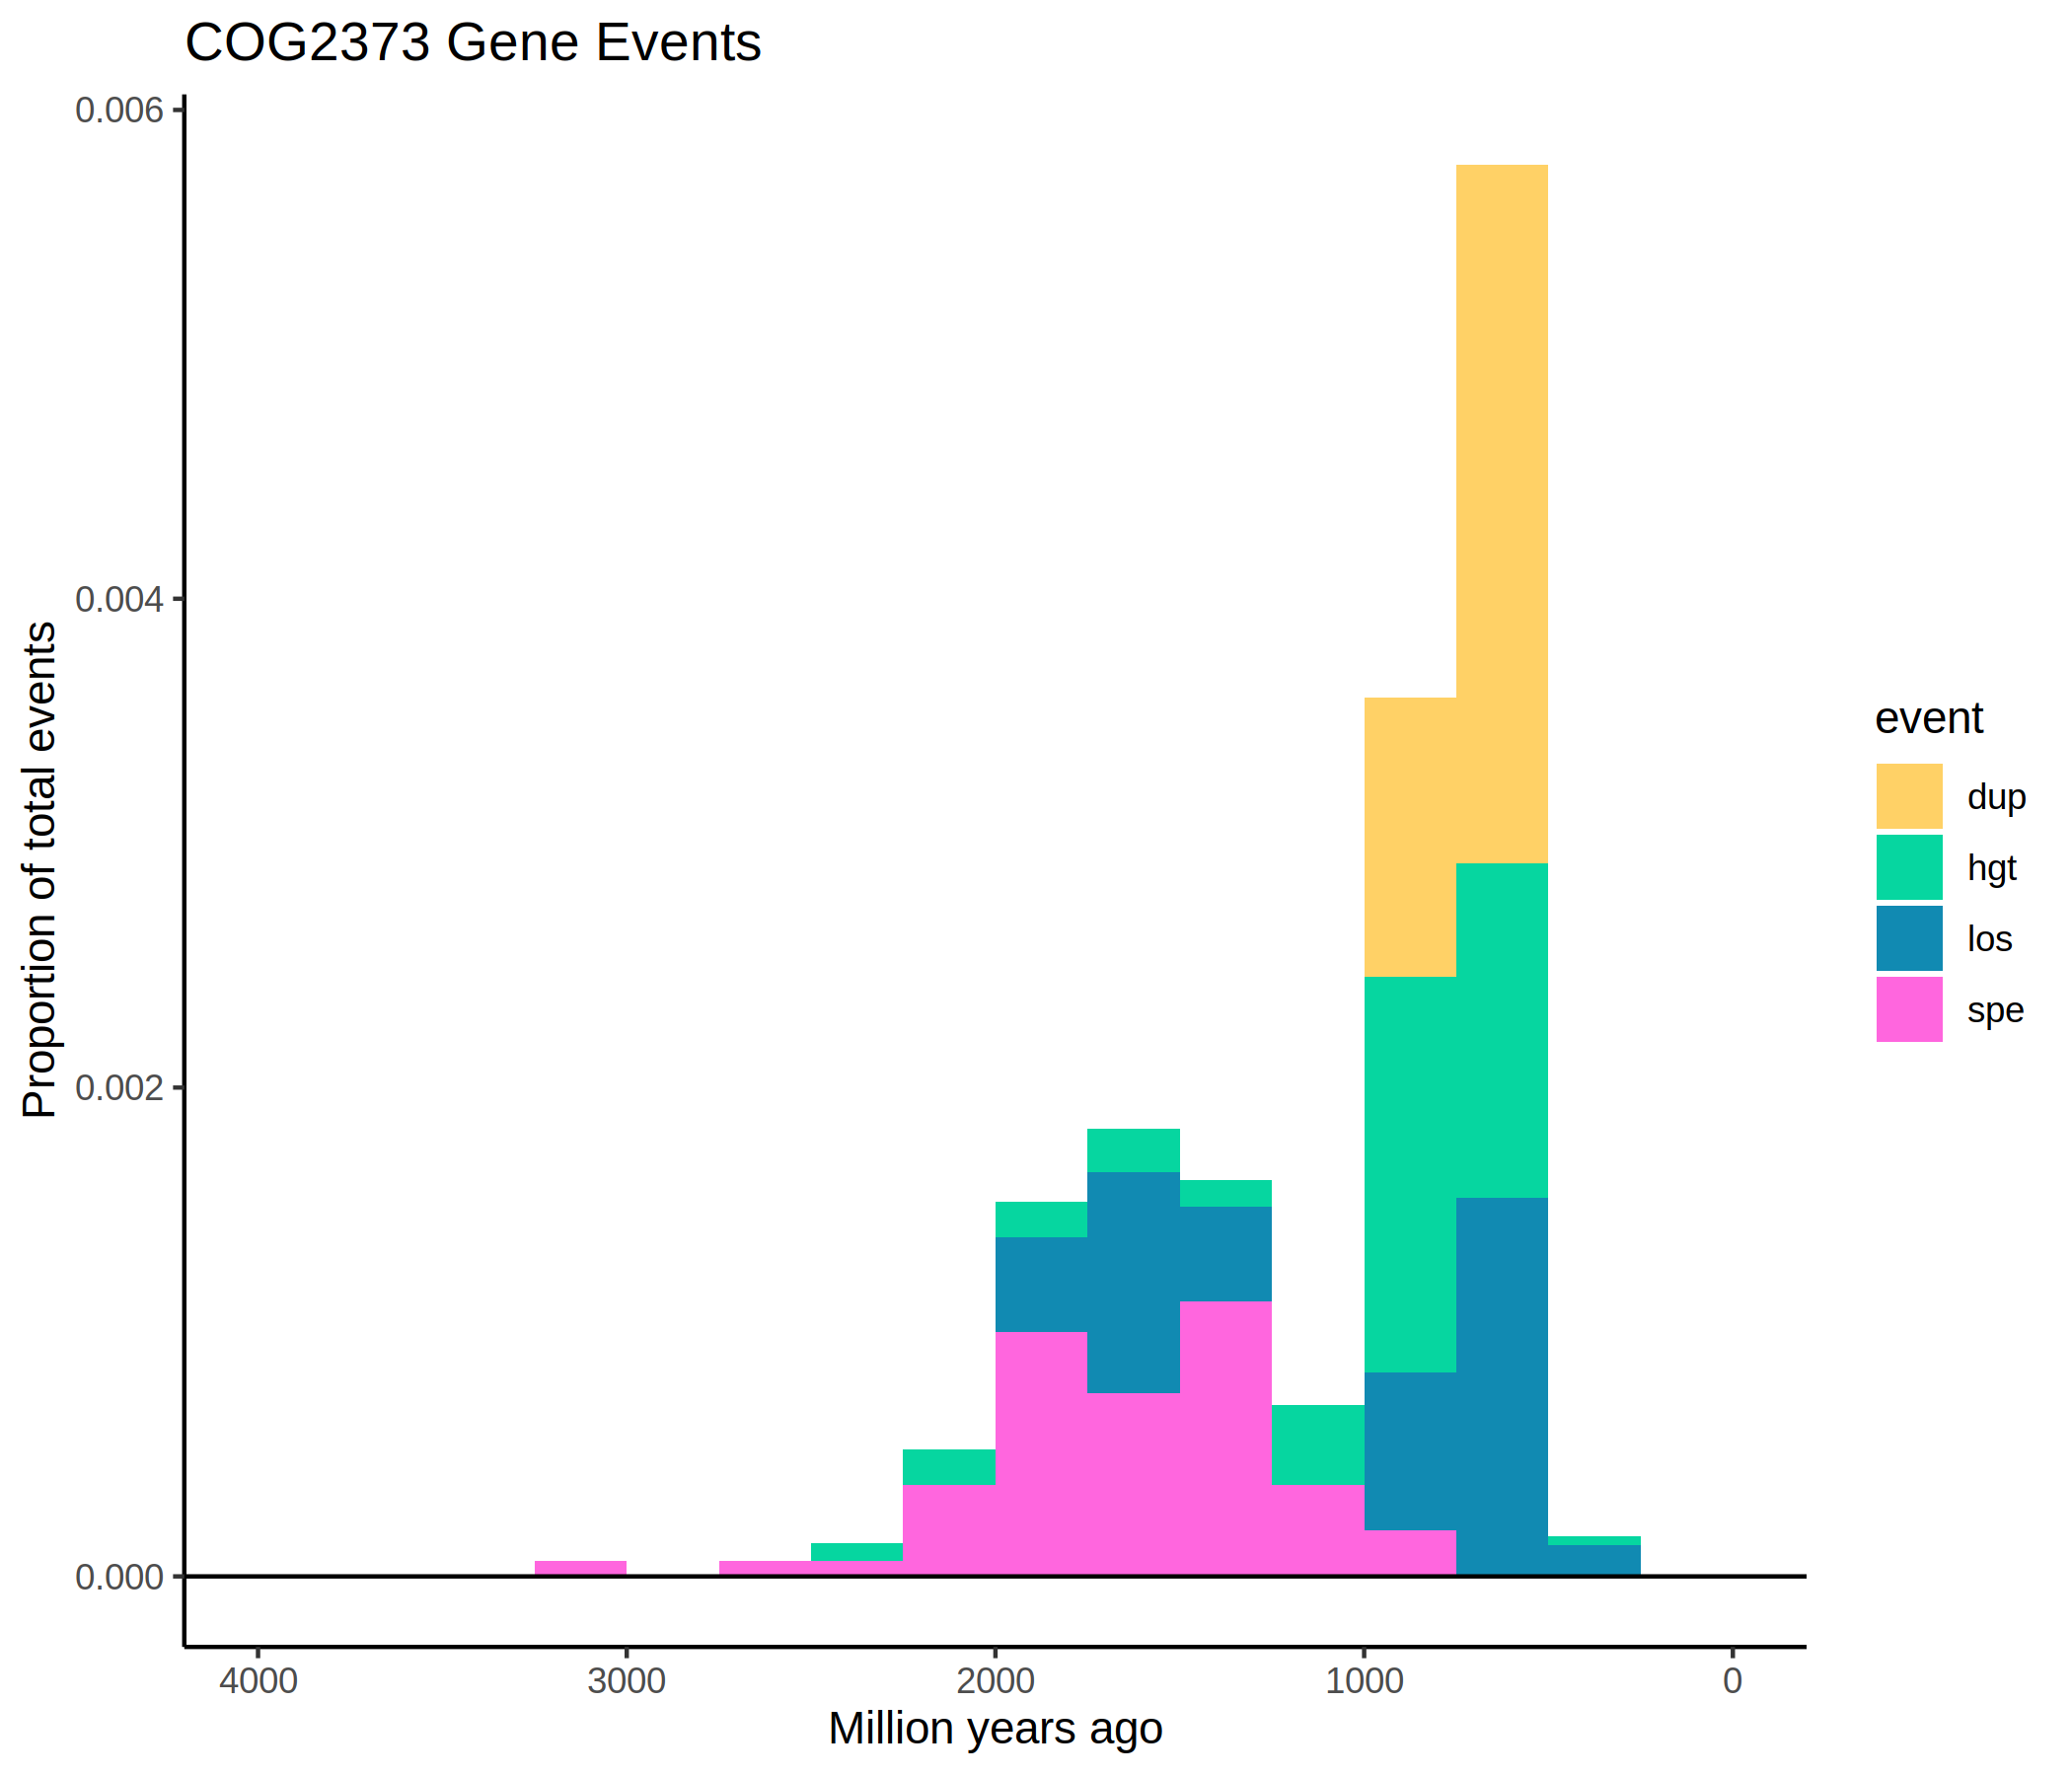 COG2373 Gene Events
Proportion of total events
0.006
0.004
0.002
0.000
4000 3000 2000 1000 0
Million years ago
event
dup
hgt
los
spe